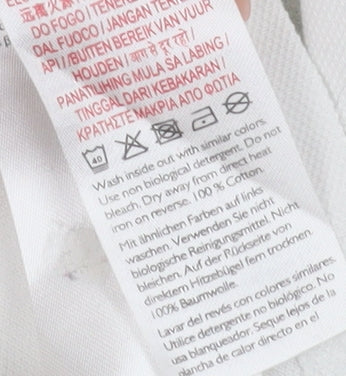 DO FOGO / TENERE
DAL FUOCO / JANGAN TER
API / BUITEN BEREIK VAN VUUR
HOUDEN / आग से दूर रखें /
PANATILIHING MULA SA LABING /
TINGGAL DARI KEBAKARAN /
ΚΡΑΤΗΣΤΕ ΜΑΚΡΙΑ ΑΠΟ ΦΩΤΙΑ
40
Wash inside out with similar colors.
Use non biological detergent. Do not
bleach. Dry away from direct heat
iron on reverse. 100 % Cotton.
Mit ähnlichen Farben auf links
waschen. Verwenden Sie nicht
biologische Reinigungsmittel. Nicht
bleichen. Auf der Rückseite von
direktem Hitzebügel fern trocknen.
100% Baumwolle.
Lavar del revés con colores similares.
Utilice detergente no biológico. No
usa blanqueador. Seque lejos de la
plancha de calor directo en el